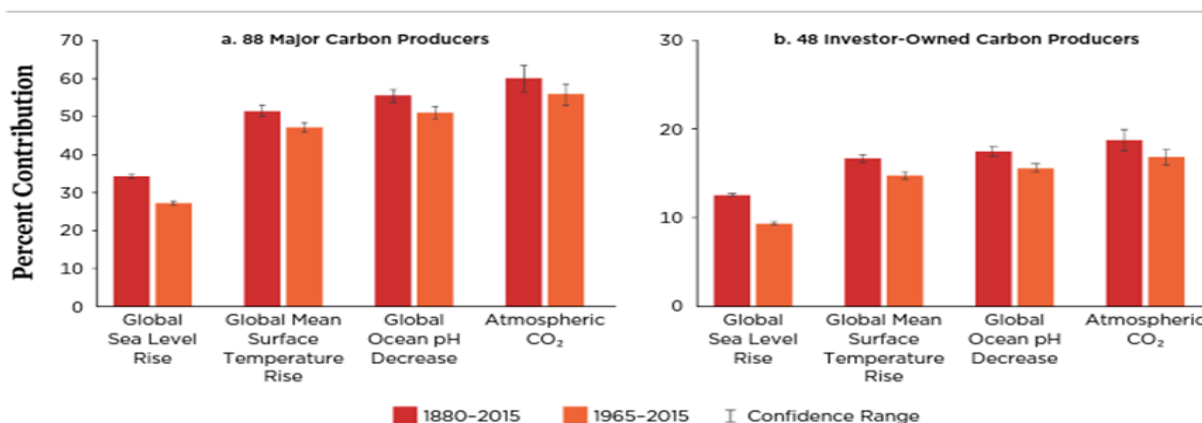 a. 88 Major Carbon Producers
Percent Contribution
70
60
50
40
30
20
10
0
Global Sea Level Rise
Global Mean Surface Temperature Rise
Global Ocean pH Decrease
Atmospheric CO₂
b. 48 Investor-Owned Carbon Producers
30
20
10
0
Global Sea Level Rise
Global Mean Surface Temperature Rise
Global Ocean pH Decrease
Atmospheric CO₂
1880–2015 1965–2015 Confidence Range